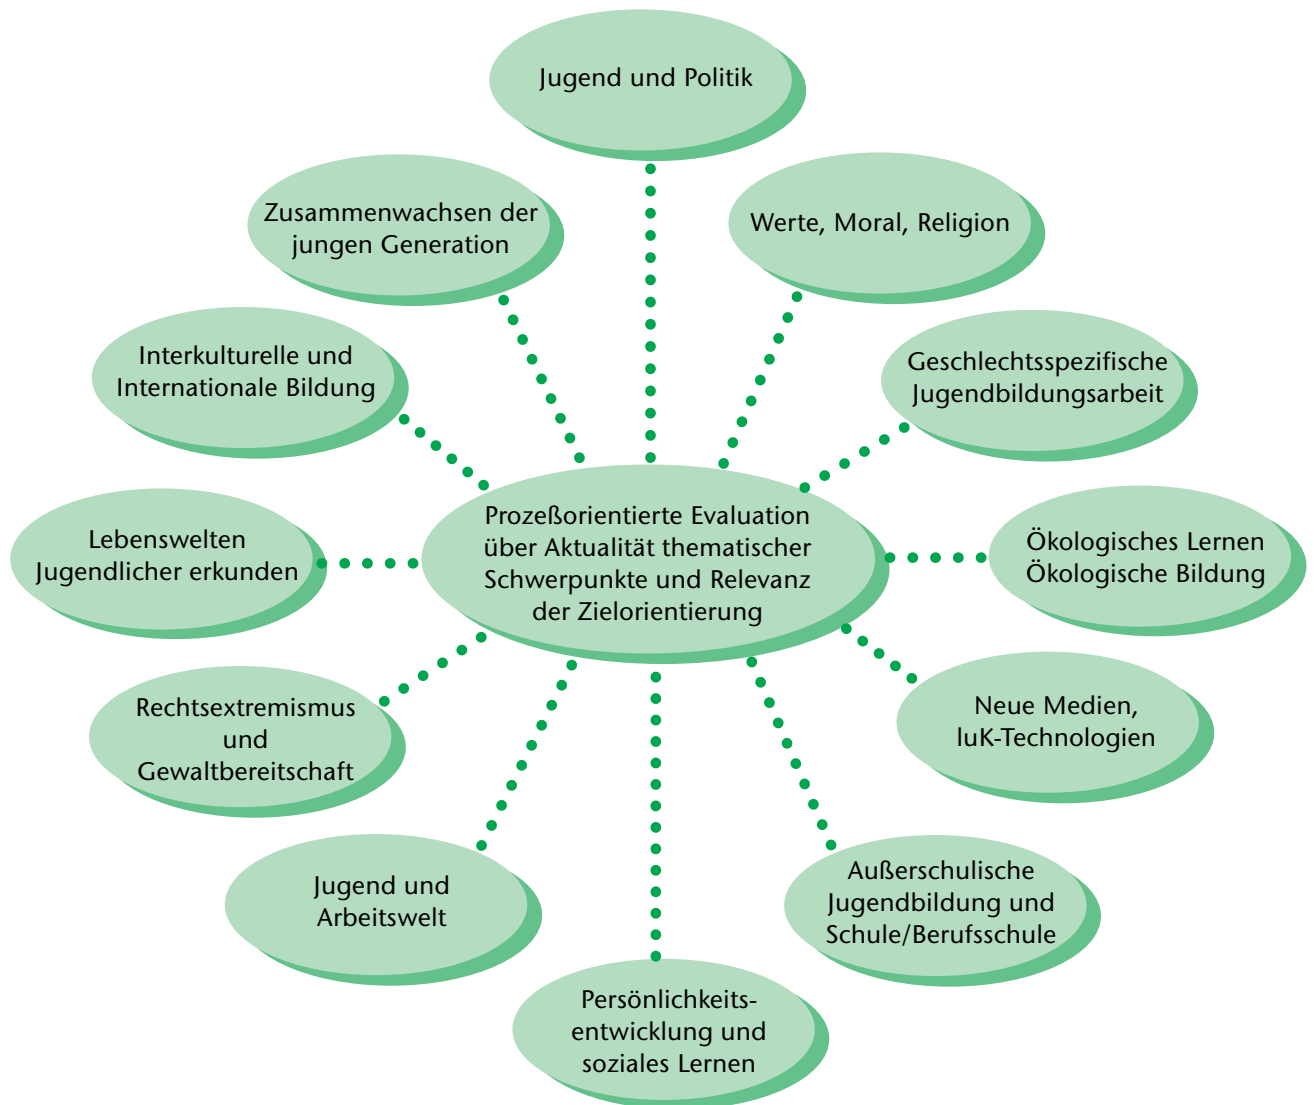 Jugend und Politik
Zusammenwachsen der
jungen Generation
Werte, Moral, Religion
Interkulturelle und
Internationale Bildung
Geschlechtsspezifische
Jugendbildungsarbeit
Prozeßorientierte Evaluation
über Aktualität thematischer
Schwerpunkte und Relevanz
der Zielorientierung
Lebenswelten
Jugendlicher erkunden
Ökologisches Lernen
Ökologische Bildung
Rechtsextremismus
und
Gewaltbereitschaft
Neue Medien,
IuK-Technologien
Jugend und
Arbeitswelt
Außerschulische
Jugendbildung und
Schule/Berufsschule
Persönlichkeits-
entwicklung und
soziales Lernen